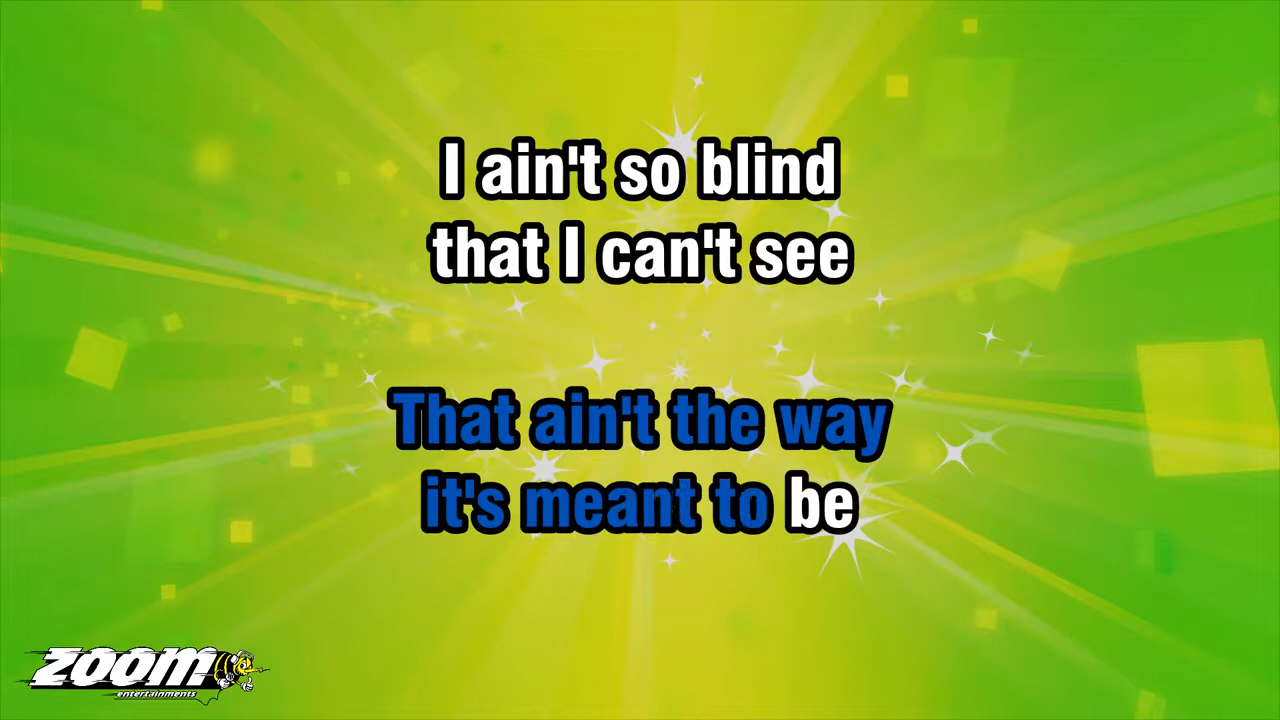 I ain't so blind
that I can't see
That ain't the way
it's meant to be
zoom
entertainments